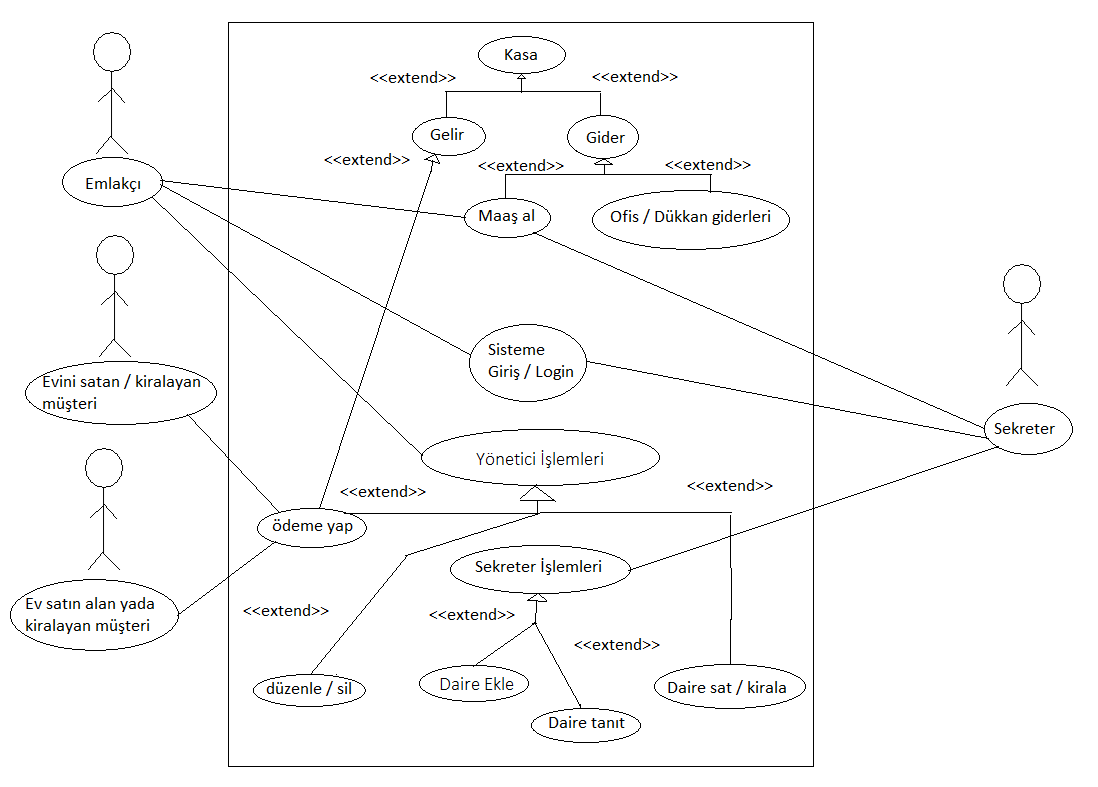 Kasa
<<extend>>
<<extend>>
Gelir
Gider
<<extend>>
<<extend>>
<<extend>>
Emlakçı
Maaş al
Ofis / Dükkan giderleri
Sisteme
Giriş / Login
Evini satan / kiralayan
müşteri
Sekreter
Yönetici İşlemleri
<<extend>>
<<extend>>
ödeme yap
Sekreter İşlemleri
Ev satın alan yada
kiralayan müşteri
<<extend>>
<<extend>>
<<extend>>
düzenle / sil
Daire Ekle
Daire sat / kirala
Daire tanıt